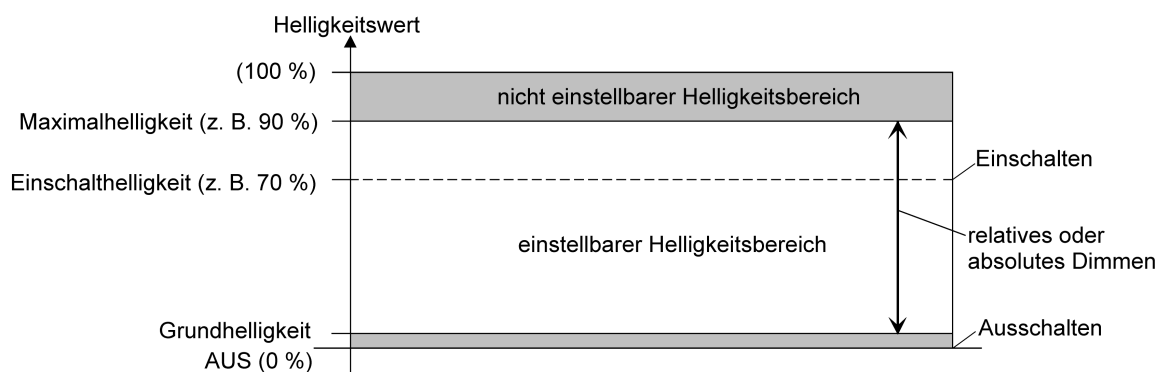 Helligkeitswert
(100 %)
nicht einstellbarer Helligkeitsbereich
Maximalhelligkeit (z. B. 90 %)
Einschalten
Einschalthelligkeit (z. B. 70 %)
einstellbarer Helligkeitsbereich
relatives oder
absolutes Dimmen
Grundhelligkeit
Ausschalten
AUS (0 %)